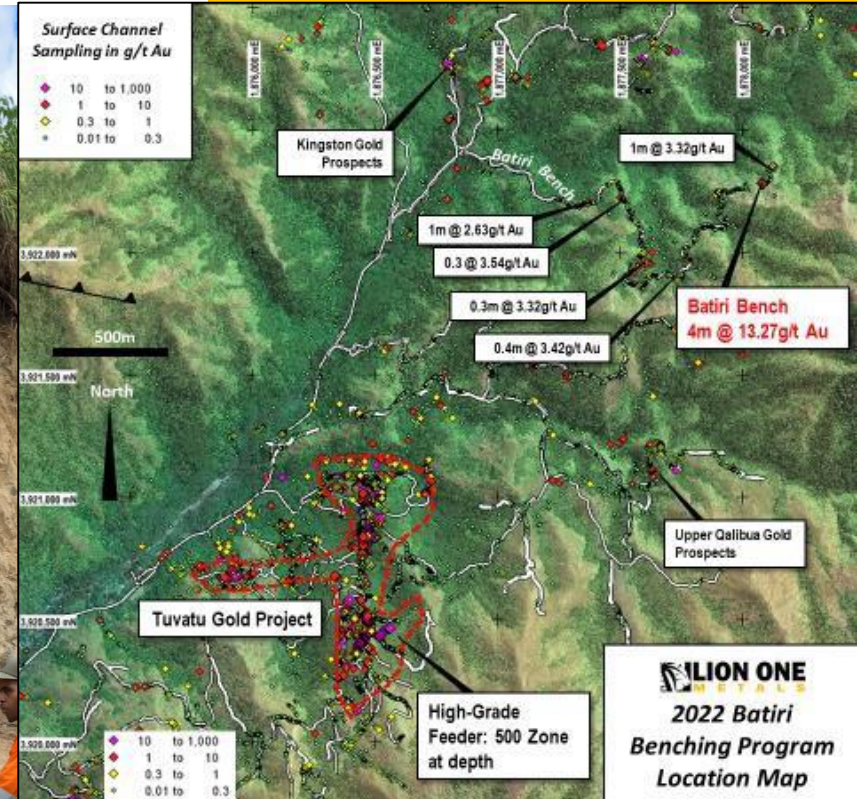 Surface Channel
Sampling in g/t Au
10 to 1,000
1 to 10
0.3 to 1
0.01 to 0.3
1,876,000 mE
1,876,500 mE
1,877,000 mE
1,877,500 mE
1,878,000 mE
Kingston Gold
Prospects
Batiri Bench
1m @ 3.32g/t Au
1m @ 2.63g/t Au
0.3 @ 3.54g/t Au
0.3m @ 3.32g/t Au
0.4m @ 3.42g/t Au
Batiri Bench
4m @ 13.27g/t Au
3,922,000 mN
500m
3,921,500 mN
North
3,921,000 mN
Upper Qalibua Gold
Prospects
3,920,500 mN
Tuvatu Gold Project
High-Grade
Feeder: 500 Zone
at depth
3,920,000 mN
10 to 1,000
1 to 10
0.3 to 1
0.01 to 0.3
LION ONE
METALS
2022 Batiri
Benching Program
Location Map